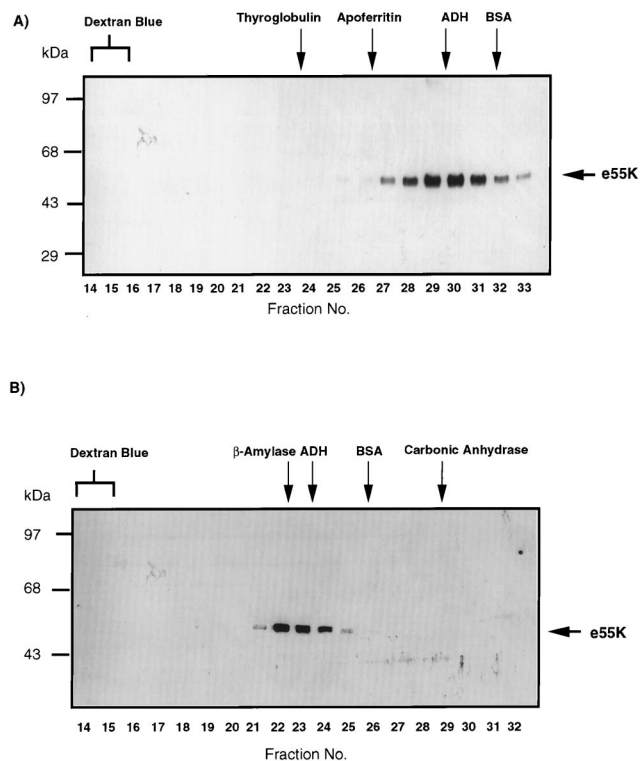 A)
Dextran Blue Thyroglobulin Apoferritin ADH BSA
kDa
97
68
e55K
43
29
14 15 16 17 18 19 20 21 22 23 24 25 26 27 28 29 30 31 32 33
Fraction No.
B)
Dextran Blue β-Amylase ADH BSA Carbonic Anhydrase
kDa
97
68
e55K
43
14 15 16 17 18 19 20 21 22 23 24 25 26 27 28 29 30 31 32
Fraction No.